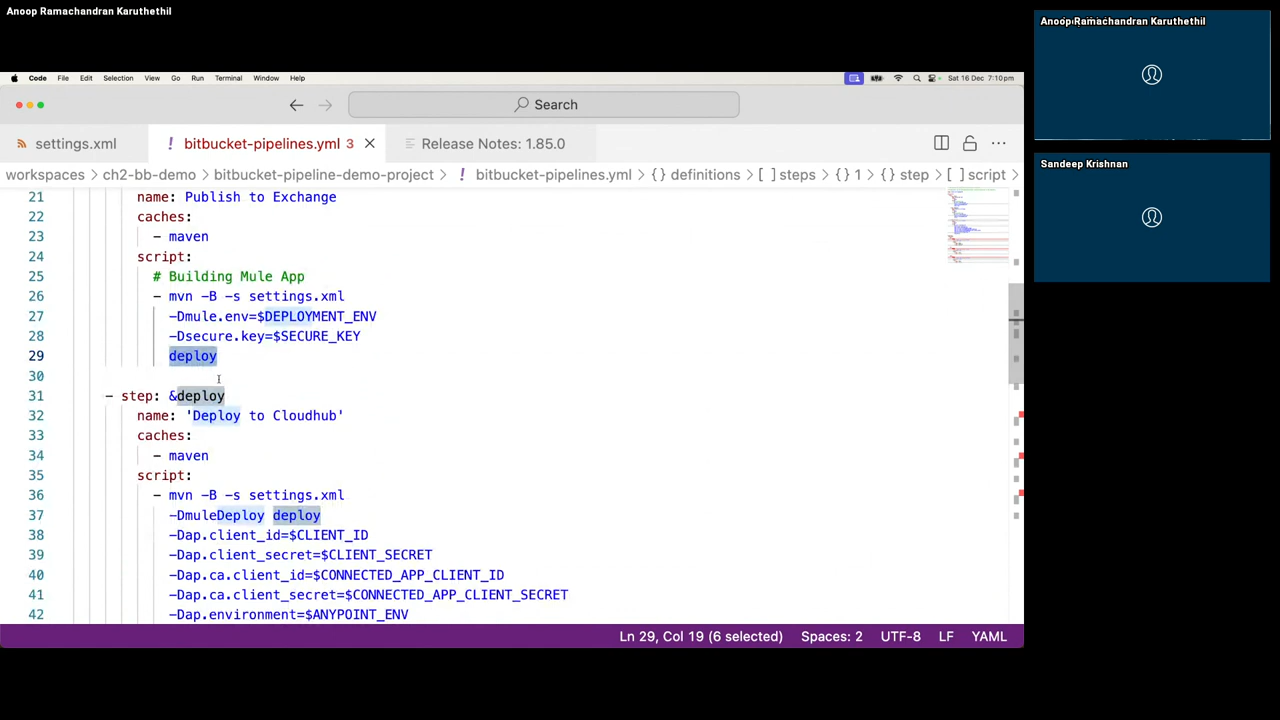 Anoop Ramachandran Karuthethil
Anoop Ramachandran Karuthethil
Sandeep Krishnan
Code File Edit Selection View Go Run Terminal Window Help
Sat 16 Dec 7:10pm
Search
settings.xml
! bitbucket-pipelines.yml 3
Release Notes: 1.85.0
workspaces > ch2-bb-demo > bitbucket-pipeline-demo-project > ! bitbucket-pipelines.yml > {} definitions > [ ] steps > {} 1 > {} step > [ ] script >
21 name: Publish to Exchange
22 caches:
23 - maven
24 script:
25 # Building Mule App
26 - mvn -B -s settings.xml
27 -Dmule.env=$DEPLOYMENT_ENV
28 -Dsecure.key=$SECURE_KEY
29 deploy
30
31 - step: &deploy
32 name: 'Deploy to Cloudhub'
33 caches:
34 - maven
35 script:
36 - mvn -B -s settings.xml
37 -DmuleDeploy deploy
38 -Dap.client_id=$CLIENT_ID
39 -Dap.client_secret=$CLIENT_SECRET
40 -Dap.ca.client_id=$CONNECTED_APP_CLIENT_ID
41 -Dap.ca.client_secret=$CONNECTED_APP_CLIENT_SECRET
42 -Dap.environment=$ANYPOINT_ENV
Ln 29, Col 19 (6 selected) Spaces: 2 UTF-8 LF YAML